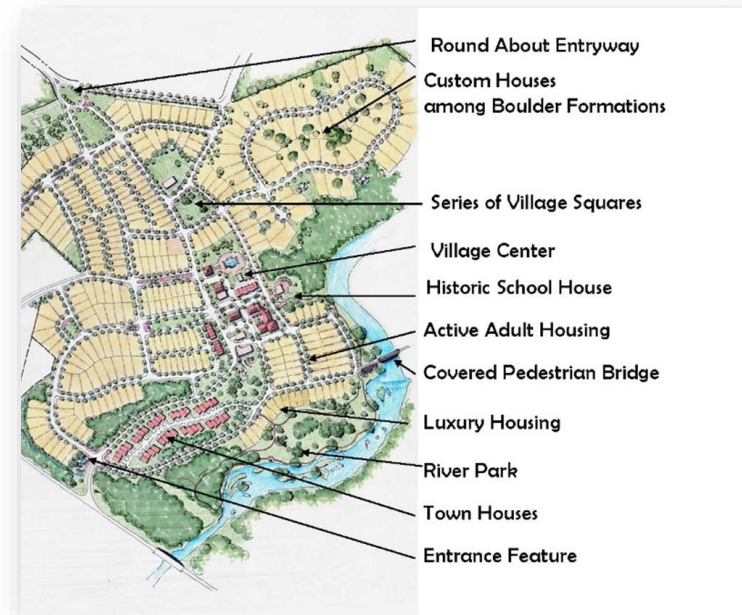 Round About Entryway
Custom Houses
among Boulder Formations
Series of Village Squares
Village Center
Historic School House
Active Adult Housing
Covered Pedestrian Bridge
Luxury Housing
River Park
Town Houses
Entrance Feature